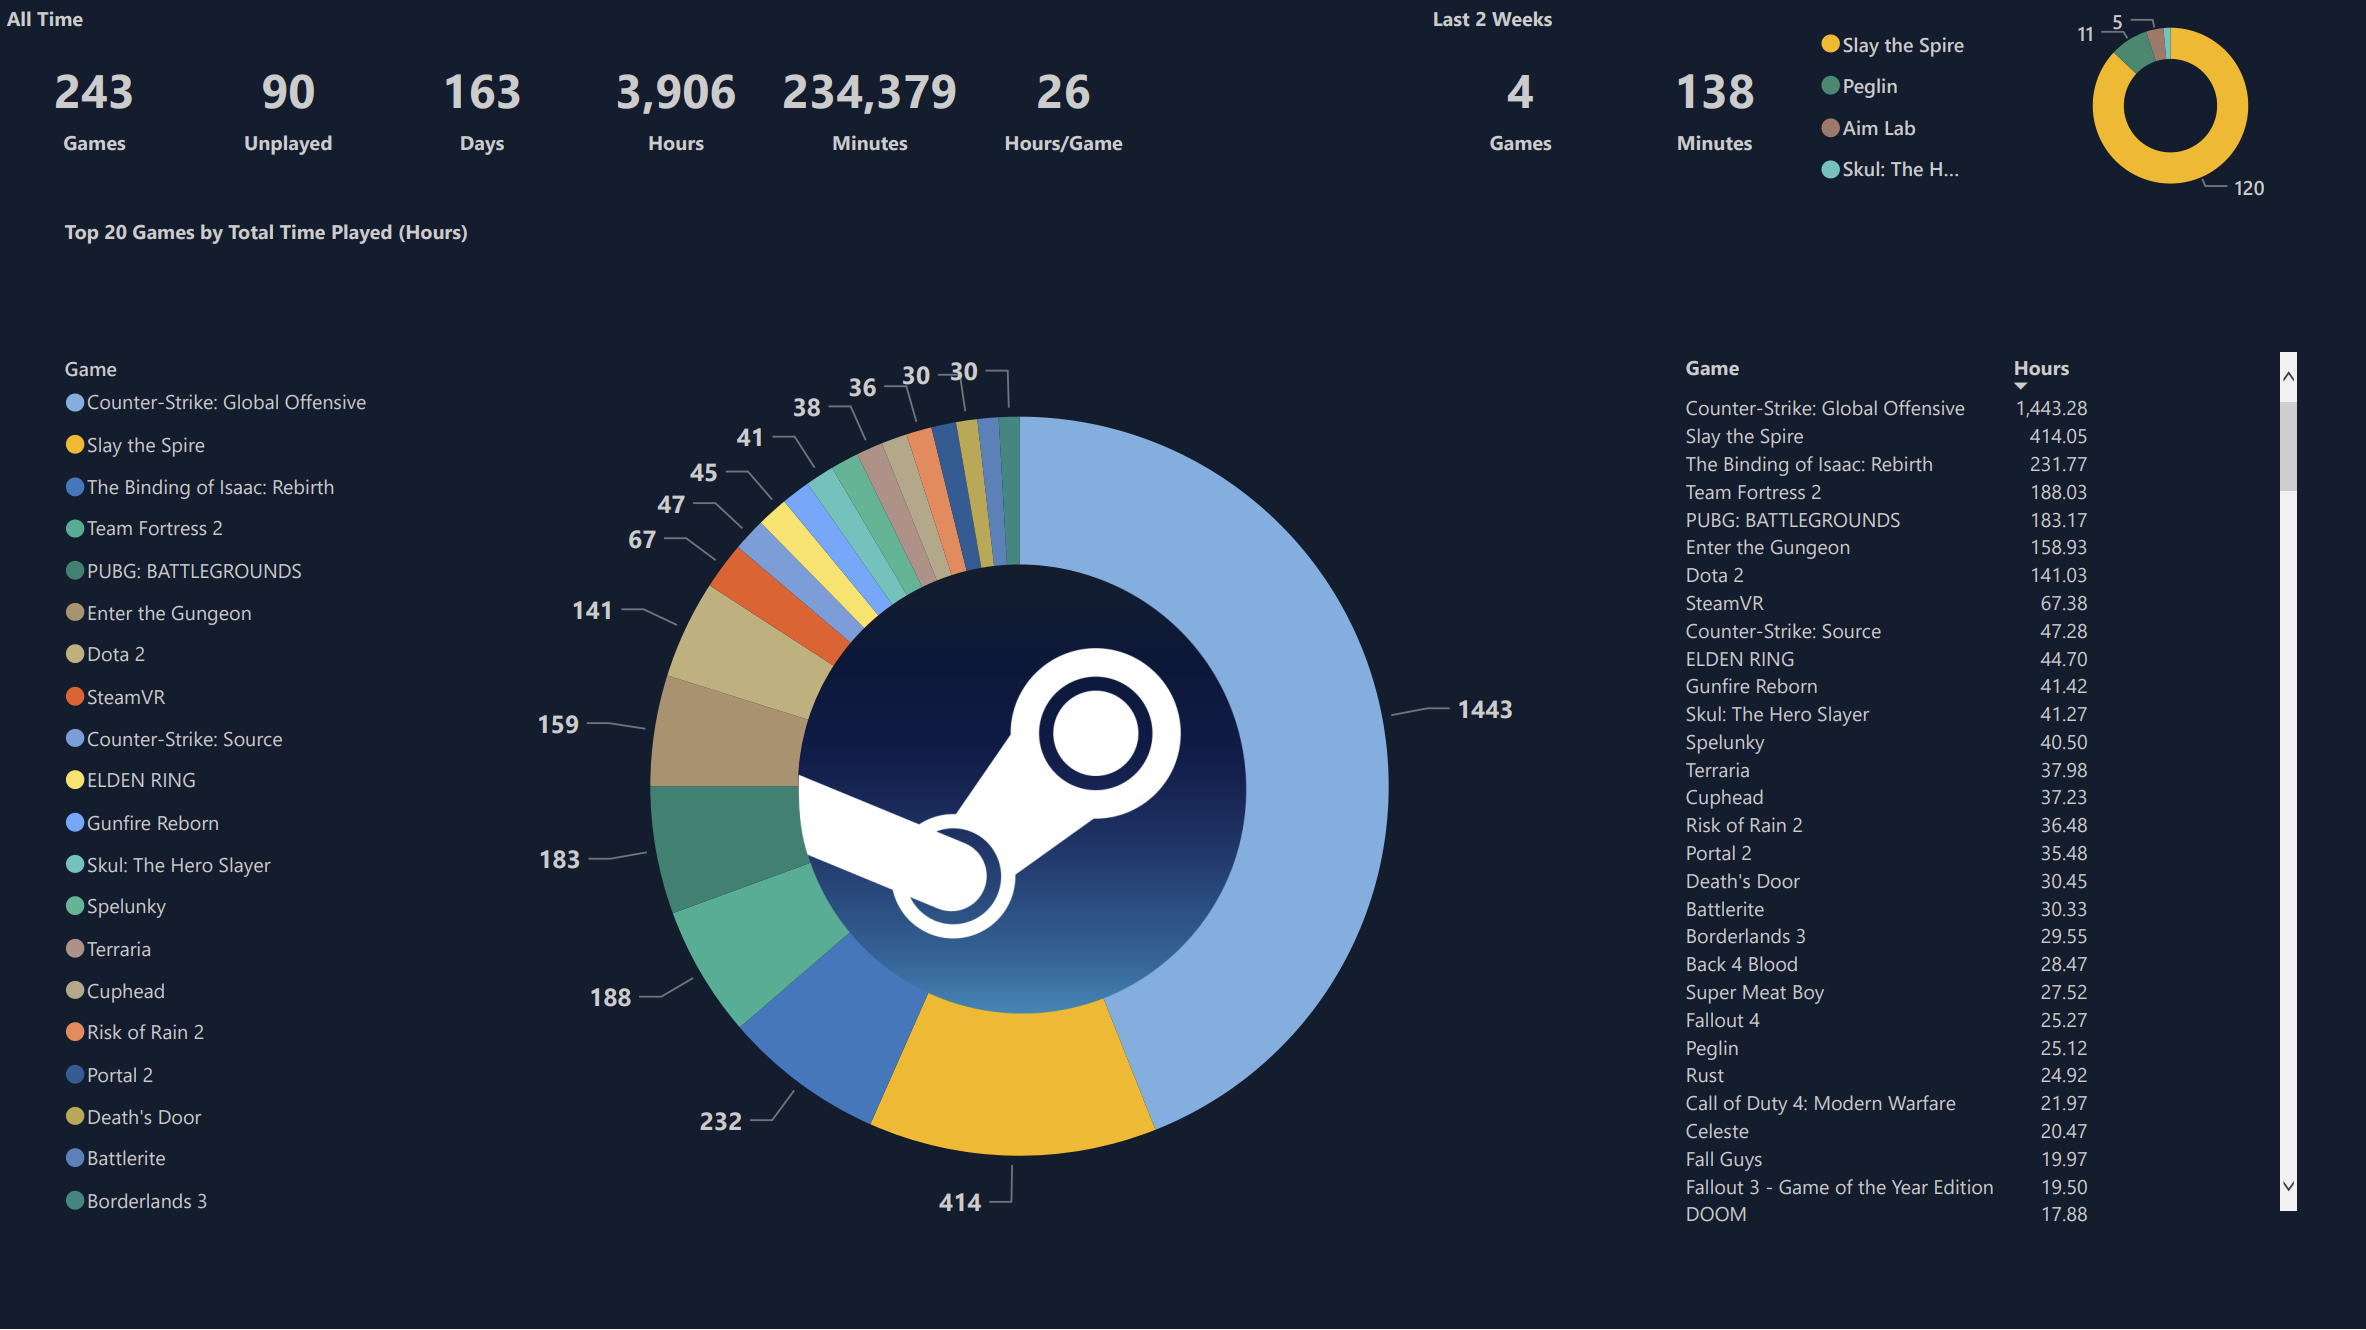 All Time
243
Games
90
Unplayed
163
Days
3,906
Hours
234,379
Minutes
26
Hours/Game
Last 2 Weeks
4
Games
138
Minutes
Slay the Spire
Peglin
Aim Lab
Skul: The H...
11
5
120
Top 20 Games by Total Time Played (Hours)
Game
Counter-Strike: Global Offensive
Slay the Spire
The Binding of Isaac: Rebirth
Team Fortress 2
PUBG: BATTLEGROUNDS
Enter the Gungeon
Dota 2
SteamVR
Counter-Strike: Source
ELDEN RING
Gunfire Reborn
Skul: The Hero Slayer
Spelunky
Terraria
Cuphead
Risk of Rain 2
Portal 2
Death's Door
Battlerite
Borderlands 3
30
30
36
38
41
45
47
67
141
159
183
188
232
414
1443
Game Hours
Counter-Strike: Global Offensive 1,443.28
Slay the Spire 414.05
The Binding of Isaac: Rebirth 231.77
Team Fortress 2 188.03
PUBG: BATTLEGROUNDS 183.17
Enter the Gungeon 158.93
Dota 2 141.03
SteamVR 67.38
Counter-Strike: Source 47.28
ELDEN RING 44.70
Gunfire Reborn 41.42
Skul: The Hero Slayer 41.27
Spelunky 40.50
Terraria 37.98
Cuphead 37.23
Risk of Rain 2 36.48
Portal 2 35.48
Death's Door 30.45
Battlerite 30.33
Borderlands 3 29.55
Back 4 Blood 28.47
Super Meat Boy 27.52
Fallout 4 25.27
Peglin 25.12
Rust 24.92
Call of Duty 4: Modern Warfare 21.97
Celeste 20.47
Fall Guys 19.97
Fallout 3 - Game of the Year Edition 19.50
DOOM 17.88